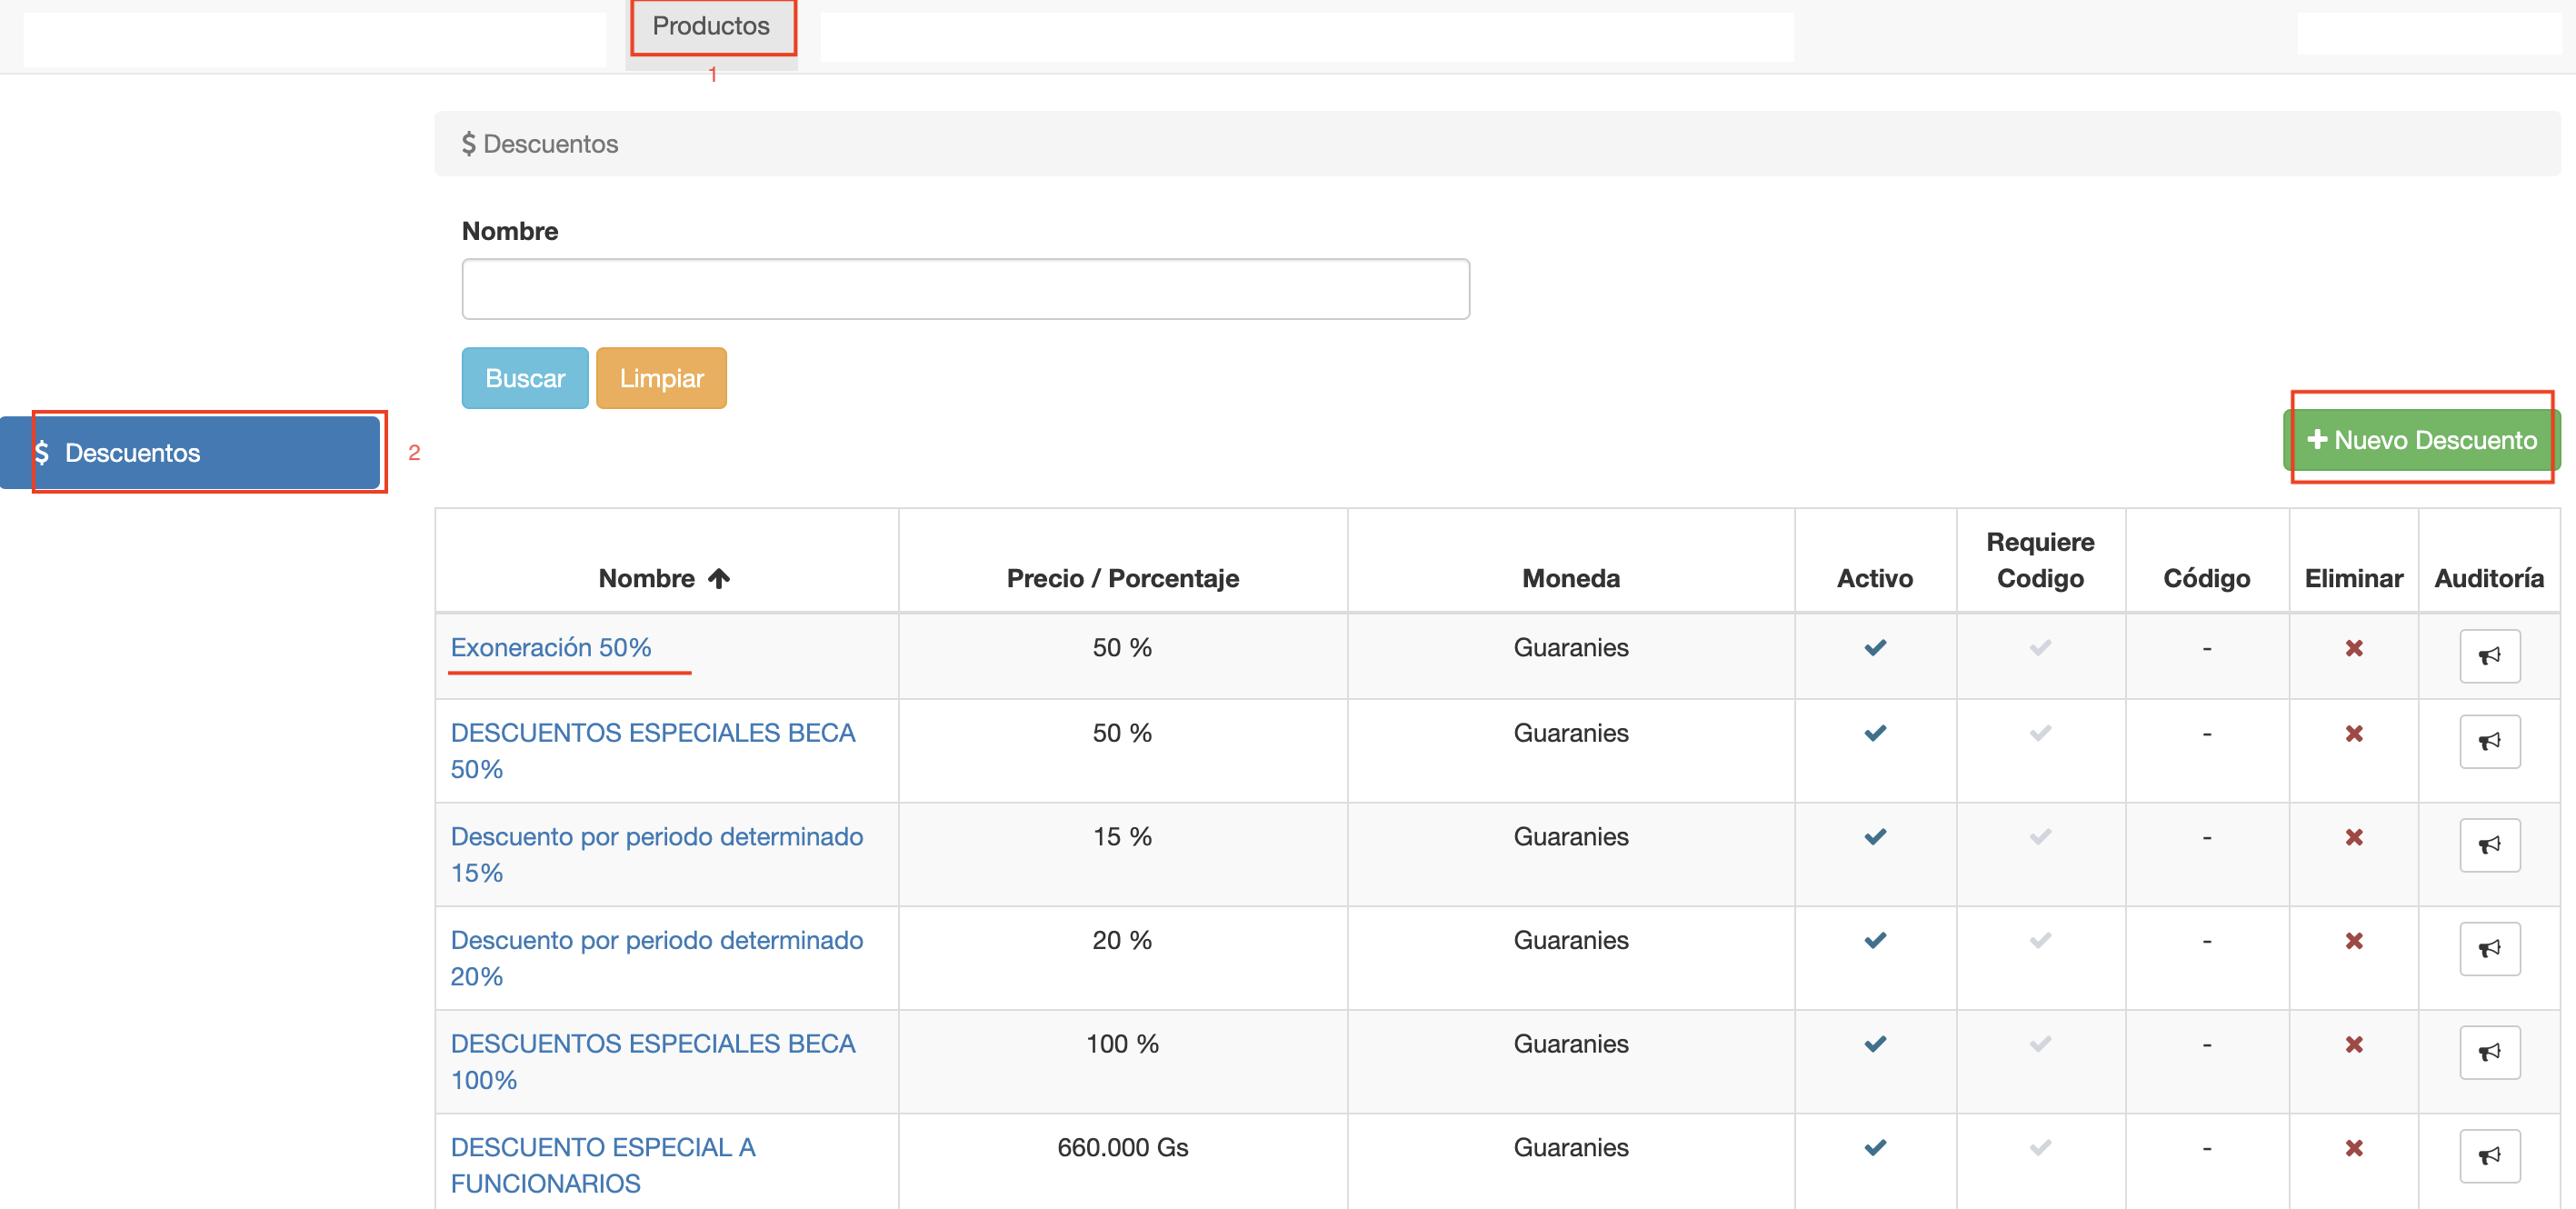 Productos
1
$ Descuentos
Nombre
Buscar Limpiar
$ Descuentos 2
+ Nuevo Descuento
Nombre Precio / Porcentaje Moneda Activo Requiere Codigo Código Eliminar Auditoría
Exoneración 50% 50 % Guaranies -
DESCUENTOS ESPECIALES BECA 50 % Guaranies -
50%
Descuento por periodo determinado 15 % Guaranies -
15%
Descuento por periodo determinado 20 % Guaranies -
20%
DESCUENTOS ESPECIALES BECA 100 % Guaranies -
100%
DESCUENTO ESPECIAL A 660.000 Gs Guaranies -
FUNCIONARIOS